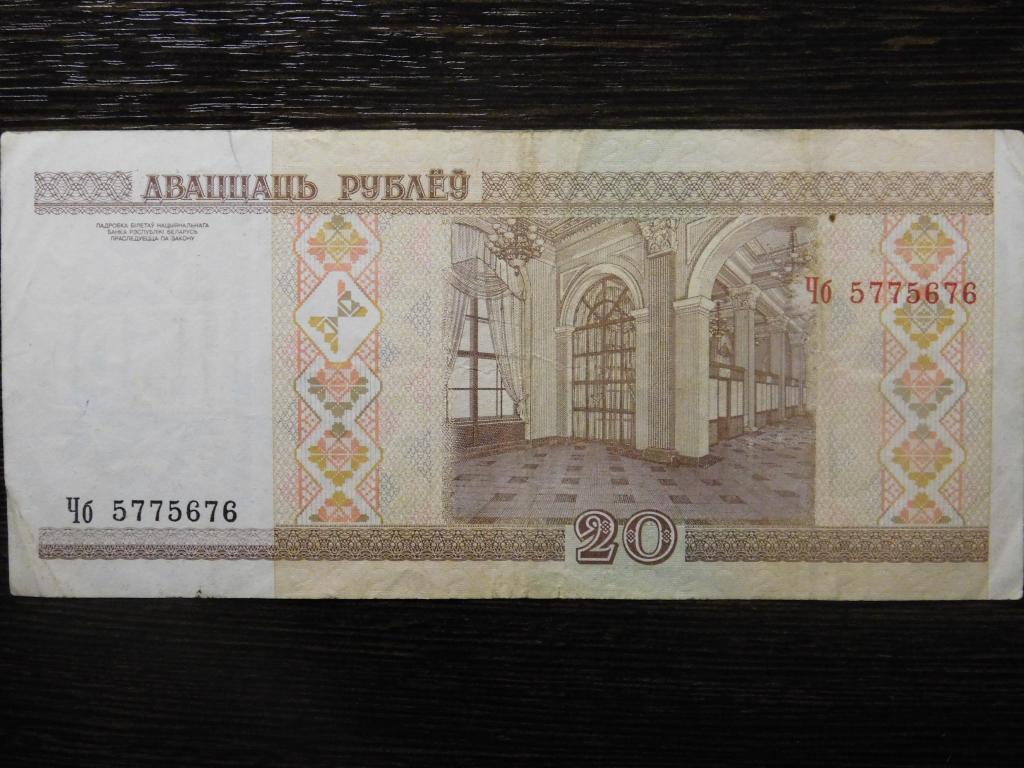 ДВАЦЦАЦЬ РУБЛЁЎ
ПАДРОБКА БІЛЕТАЎ НАЦЫЯНАЛЬНАГА
БАНКА РЭСПУБЛІКІ БЕЛАРУСЬ
ПРАСЛЕДУЕЦЦА ПА ЗАКОНУ
Чб 5775676
Чб 5775676
20